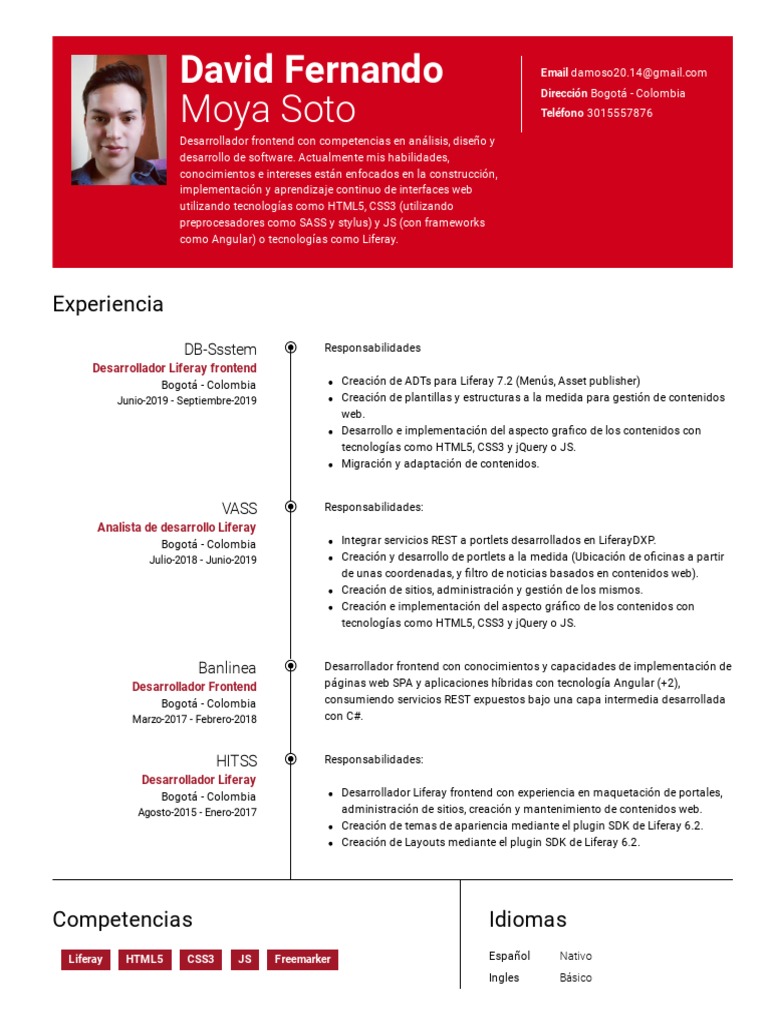 David Fernando
Moya Soto
Desarrollador frontend con competencias en análisis, diseño y
desarrollo de software. Actualmente mis habilidades,
conocimientos e intereses están enfocados en la construcción,
implementación y aprendizaje continuo de interfaces web
utilizando tecnologías como HTML5, CSS3 (utilizando
preprocesadores como SASS y stylus) y JS (con frameworks
como Angular) o tecnologías como Liferay.
Email damoso20.14@gmail.com
Dirección Bogotá - Colombia
Teléfono 3015557876
Experiencia
DB-Ssstem
Desarrollador Liferay frontend
Bogotá - Colombia
Junio-2019 - Septiembre-2019
Responsabilidades
• Creación de ADTs para Liferay 7.2 (Menús, Asset publisher)
• Creación de plantillas y estructuras a la medida para gestión de contenidos
web.
• Desarrollo e implementación del aspecto grafico de los contenidos con
tecnologías como HTML5, CSS3 y jQuery o JS.
• Migración y adaptación de contenidos.
VASS
Analista de desarrollo Liferay
Bogotá - Colombia
Julio-2018 - Junio-2019
Responsabilidades:
• Integrar servicios REST a portlets desarrollados en LiferayDXP.
• Creación y desarrollo de portlets a la medida (Ubicación de oficinas a partir
de unas coordenadas, y filtro de noticias basados en contenidos web).
• Creación de sitios, administración y gestión de los mismos.
• Creación e implementación del aspecto gráfico de los contenidos con
tecnologías como HTML5, CSS3 y jQuery o JS.
Banlinea
Desarrollador Frontend
Bogotá - Colombia
Marzo-2017 - Febrero-2018
Desarrollador frontend con conocimientos y capacidades de implementación de
páginas web SPA y aplicaciones híbridas con tecnología Angular (+2),
consumiendo servicios REST expuestos bajo una capa intermedia desarrollada
con C#.
HITSS
Desarrollador Liferay
Bogotá - Colombia
Agosto-2015 - Enero-2017
Responsabilidades:
• Desarrollador Liferay frontend con experiencia en maquetación de portales,
administración de sitios, creación y mantenimiento de contenidos web.
• Creación de temas de apariencia mediante el plugin SDK de Liferay 6.2.
• Creación de Layouts mediante el plugin SDK de Liferay 6.2.
Competencias
Liferay HTML5 CSS3 JS Freemarker
Idiomas
Español Nativo
Ingles Básico